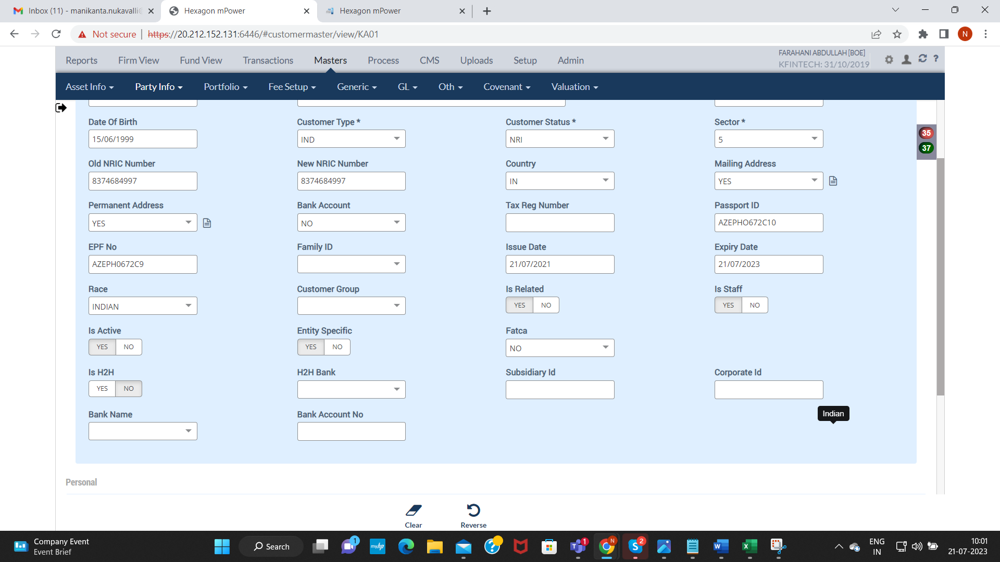 Inbox (11) - manikanta.nukavalli@
Hexagon mPower
Hexagon mPower
Not secure
https://20.212.152.131:6446/#customermaster/view/KA01
N
Reports
Firm View
Fund View
Transactions
Masters
Process
CMS
Uploads
Setup
Admin
FARAHANI ABDULLAH [BOE]
KFINTECH: 31/10/2019
?
Asset Info
Party Info
Portfolio
Fee Setup
Generic
GL
Oth
Covenant
Valuation
35
37
Date Of Birth
Customer Type *
Customer Status *
Sector *
15/06/1999
IND
NRI
5
Old NRIC Number
New NRIC Number
Country
Mailing Address
8374684997
8374684997
IN
YES
Permanent Address
Bank Account
Tax Reg Number
Passport ID
YES
NO
AZEPHO672C10
EPF No
Family ID
Issue Date
Expiry Date
AZEPH0672C9
21/07/2021
21/07/2023
Race
Customer Group
Is Related
Is Staff
INDIAN
YES NO
YES NO
Is Active
Entity Specific
Fatca
YES NO
YES NO
NO
Is H2H
H2H Bank
Subsidiary Id
Corporate Id
YES NO
Bank Name
Bank Account No
Indian
Personal
Clear
Reverse
Company Event
Event Brief
Search
1
myhp
?
T
1
N
S
2
W
X
ENG
IN
10:01
21-07-2023